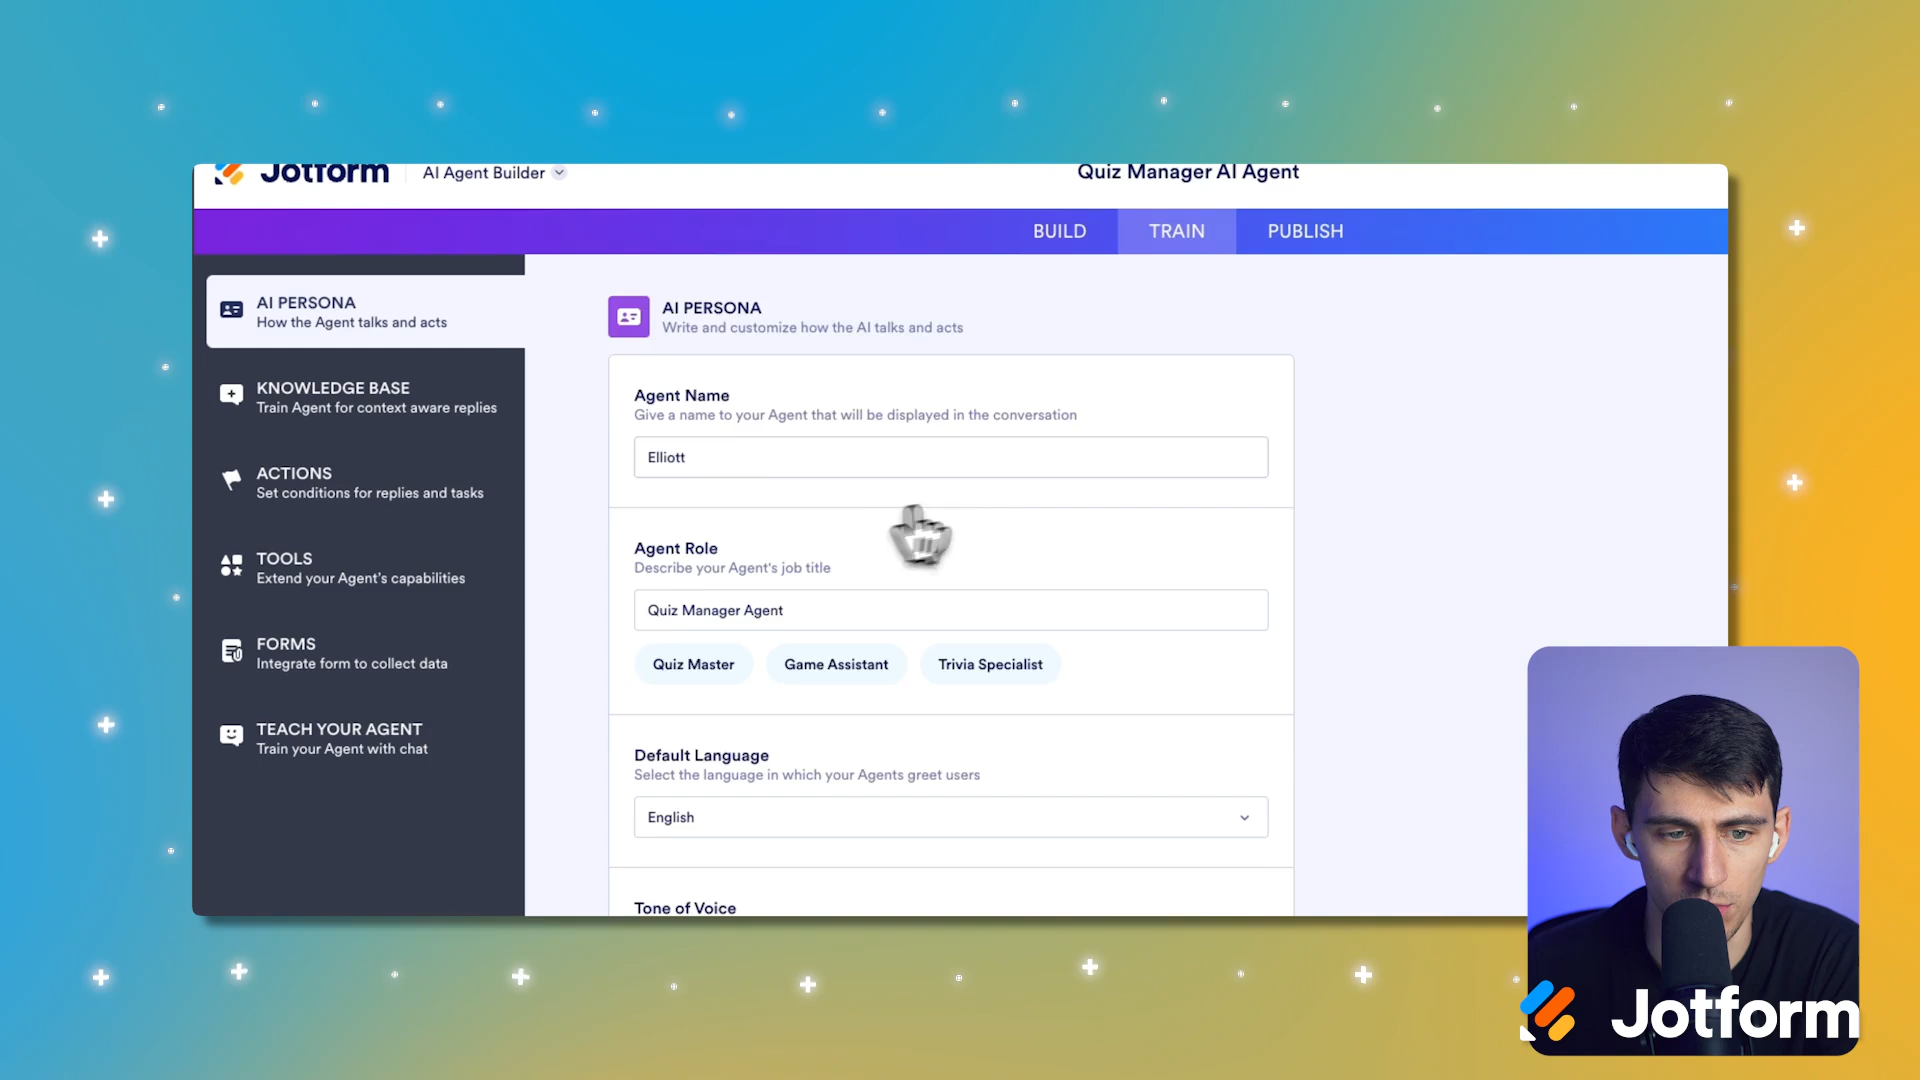 Jotform
AI Agent Builder
Quiz Manager AI Agent
BUILD
TRAIN
PUBLISH
AI PERSONA
How the Agent talks and acts
KNOWLEDGE BASE
Train Agent for context aware replies
ACTIONS
Set conditions for replies and tasks
TOOLS
Extend your Agent's capabilities
FORMS
Integrate form to collect data
TEACH YOUR AGENT
Train your Agent with chat
AI PERSONA
Write and customize how the AI talks and acts
Agent Name
Give a name to your Agent that will be displayed in the conversation
Elliott
Agent Role
Describe your Agent's job title
Quiz Manager Agent
Quiz Master
Game Assistant
Trivia Specialist
Default Language
Select the language in which your Agents greet users
English
Tone of Voice
Jotform